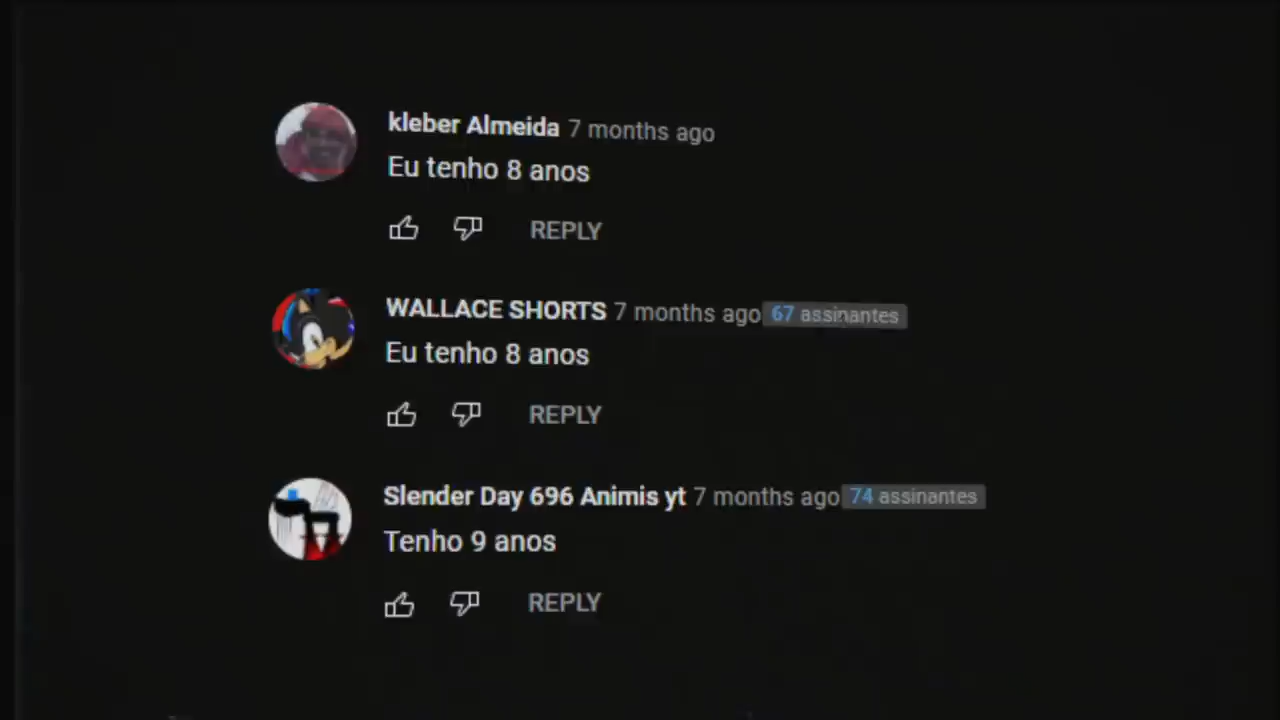 kleber Almeida 7 months ago
Eu tenho 8 anos
REPLY
WALLACE SHORTS 7 months ago 67 assinantes
Eu tenho 8 anos
REPLY
Slender Day 696 Animis yt 7 months ago 74 assinantes
Tenho 9 anos
REPLY